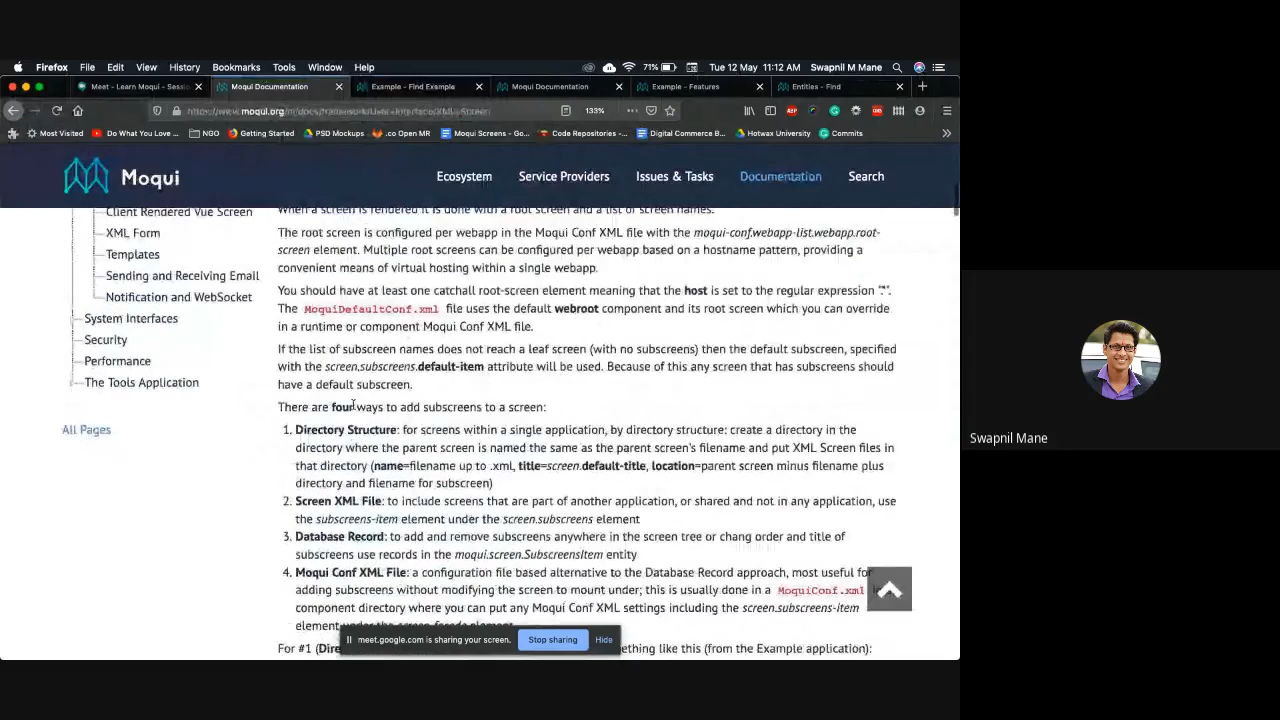 Firefox File Edit View History Bookmarks Tools Window Help 71% Tue 12 May 11:12 AM Swapnil M Mane
Meet - Learn Moqui - Sessi Moqui Documentation Example - Find Example Moqui Documentation Example - Features Entities - Find
133%
Most Visited Do What You Love ... NGO Getting Started PSD Mockups .co Open MR Moqui Screens - Go... Code Repositories -... Digital Commerce B... Hotwax University Commits
Moqui Ecosystem Service Providers Issues & Tasks Documentation Search
Client Rendered Vue Screen
XML Form
Templates
Sending and Receiving Email
Notification and WebSocket
System Interfaces
Security
Performance
The Tools Application
All Pages
When a screen is rendered it is done with a root screen and a list of screen names.
The root screen is configured per webapp in the Moqui Conf XML file with the moqui-conf.webapp-list.webapp.root-
screen element. Multiple root screens can be configured per webapp based on a hostname pattern, providing a
convenient means of virtual hosting within a single webapp.
You should have at least one catchall root-screen element meaning that the host is set to the regular expression ".*".
The MoquiDefaultConf.xml file uses the default webroot component and its root screen which you can override
in a runtime or component Moqui Conf XML file.
If the list of subscreen names does not reach a leaf screen (with no subscreens) then the default subscreen, specified
with the screen.subscreens.default-item attribute will be used. Because of this any screen that has subscreens should
have a default subscreen.
There are four ways to add subscreens to a screen:
1. Directory Structure: for screens within a single application, by directory structure: create a directory in the
directory where the parent screen is named the same as the parent screen's filename and put XML Screen files in
that directory (name=filename up to .xml, title=screen.default-title, location=parent screen minus filename plus
directory and filename for subscreen)
2. Screen XML File: to include screens that are part of another application, or shared and not in any application, use
the subscreens-item element under the screen.subscreens element
3. Database Record: to add and remove subscreens anywhere in the screen tree or chang order and title of
subscreens use records in the moqui.screen.SubscreensItem entity
4. Moqui Conf XML File: a configuration file based alternative to the Database Record approach, most useful for
adding subscreens without modifying the screen to mount under; this is usually done in a MoquiConf.xml
component directory where you can put any Moqui Conf XML settings including the screen.subscreens-item
element under the screen-facade element
For #1 (Dire ething like this (from the Example application):
meet.google.com is sharing your screen. Stop sharing Hide
Swapnil Mane